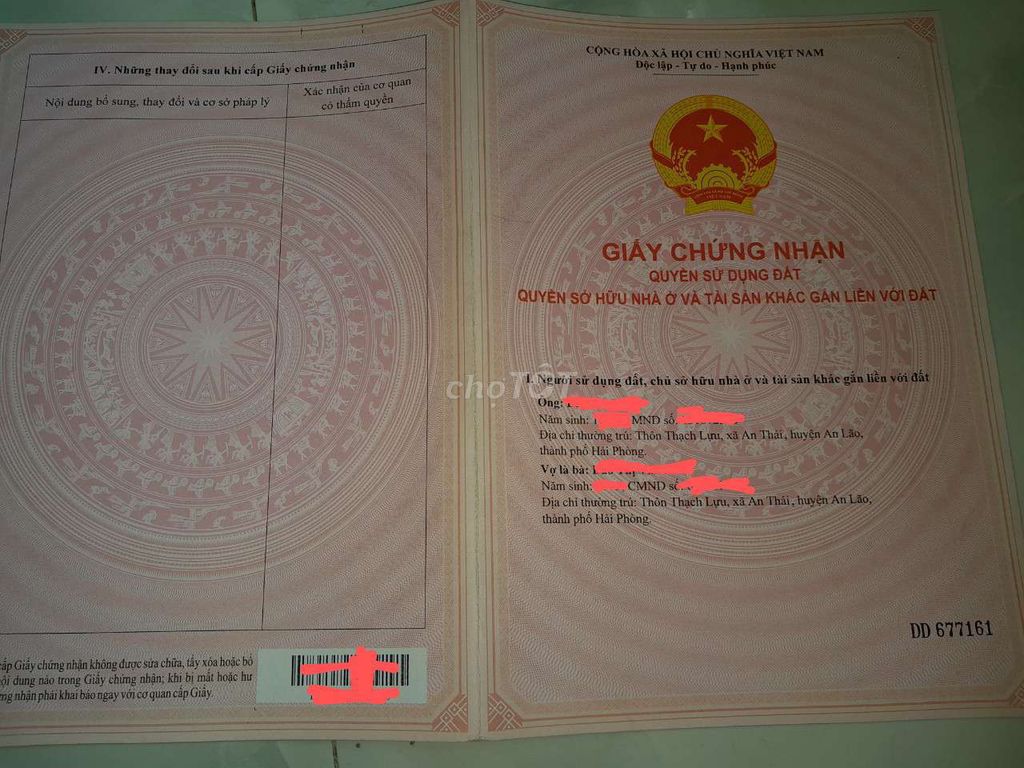 IV. Những thay đổi sau khi cấp Giấy chứng nhận
Nội dung bổ sung, thay đổi và cơ sở pháp lý
Xác nhận của cơ quan
có thẩm quyền
cấp Giấy chứng nhận không được sửa chữa, tẩy xóa hoặc bổ
nội dung nào trong Giấy chứng nhận; khi bị mất hoặc hư
chứng nhận phải khai báo ngay với cơ quan cấp Giấy.
CỘNG HÒA XÃ HỘI CHỦ NGHĨA VIỆT NAM
Độc lập - Tự do - Hạnh phúc
GIẤY CHỨNG NHẬN
QUYỀN SỬ DỤNG ĐẤT
QUYỀN SỞ HỮU NHÀ Ở VÀ TÀI SẢN KHÁC GẮN LIỀN VỚI ĐẤT
chợTỐT
I. Người sử dụng đất, chủ sở hữu nhà ở và tài sản khác gắn liền với đất
Ông:
Năm sinh: CMND số:
Địa chỉ thường trú: Thôn Thạch Lựu, xã An Thái, huyện An Lão,
thành phố Hải Phòng.
Vợ là bà:
Năm sinh: , CMND số:
Địa chỉ thường trú: Thôn Thạch Lựu, xã An Thái, huyện An Lão,
thành phố Hải Phòng.
DD 677161